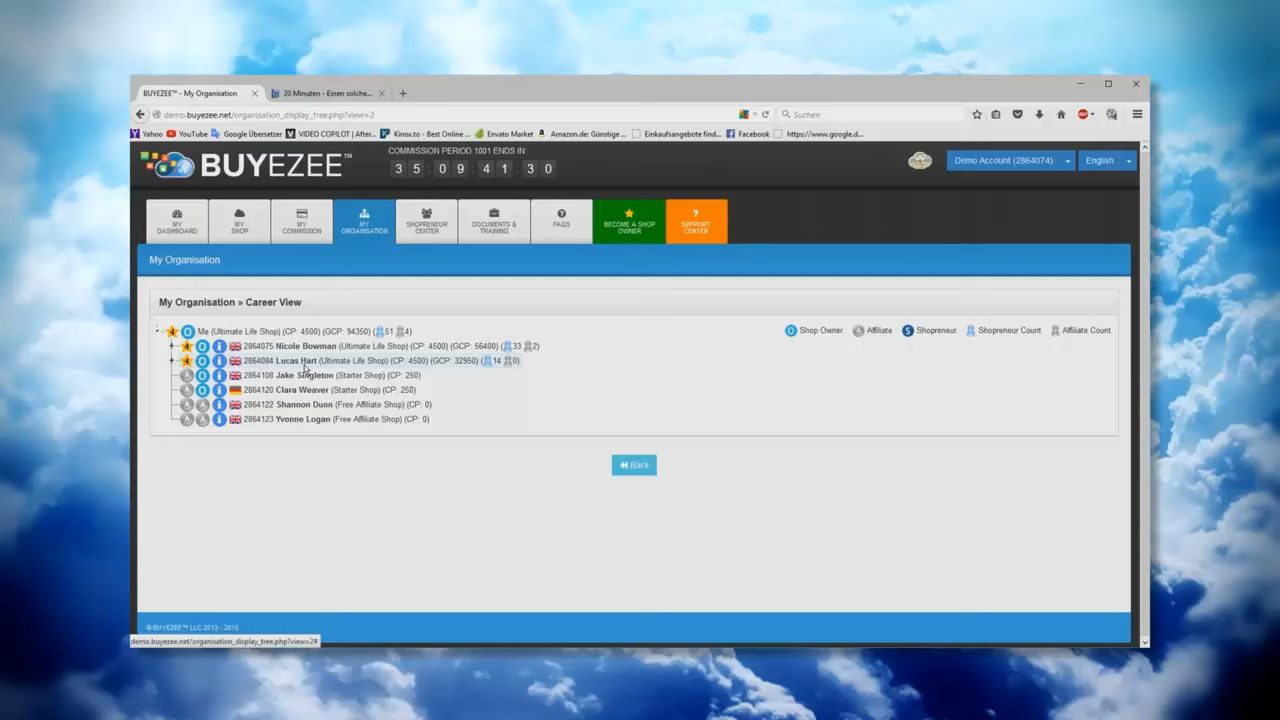 BUYEZEE™ - My Organisation
20 Minuten - Einen solche...
demo.buyezee.net/organisation_display_tree.php?view=2
Suchen
Yahoo YouTube Google Übersetzer VIDEO COPILOT | After... Kinox.to - Best Online ... Envato Market Amazon.de: Günstige ... Einkaufsangebote find... Facebook https://www.google.d...
BUYEZEE™
COMMISSION PERIOD 1001 ENDS IN:
3 5 : 0 9 : 4 1 : 3 0
Demo Account (2864074)
English
MY DASHBOARD
MY SHOP
MY COMMISSION
MY ORGANISATION
SHOPRENEUR CENTER
DOCUMENTS & TRAINING
FAQS
BECOME A SHOP OWNER
SUPPORT CENTER
My Organisation
My Organisation » Career View
O Shop Owner A Affiliate S Shopreneur Shopreneur Count Affiliate Count
Me (Ultimate Life Shop) (CP: 4500) (GCP: 94350) (51 4)
2864075 Nicole Bowman (Ultimate Life Shop) (CP: 4500) (GCP: 56400) (33 2)
2864084 Lucas Hart (Ultimate Life Shop) (CP: 4500) (GCP: 32950) (14 0)
2864108 Jake Singleton (Starter Shop) (CP: 250)
2864120 Clara Weaver (Starter Shop) (CP: 250)
2864122 Shannon Dunn (Free Affiliate Shop) (CP: 0)
2864123 Yvonne Logan (Free Affiliate Shop) (CP: 0)
Back
© BUYEZEE™ LLC 2013 - 2015
demo.buyezee.net/organisation_display_tree.php?view=2#